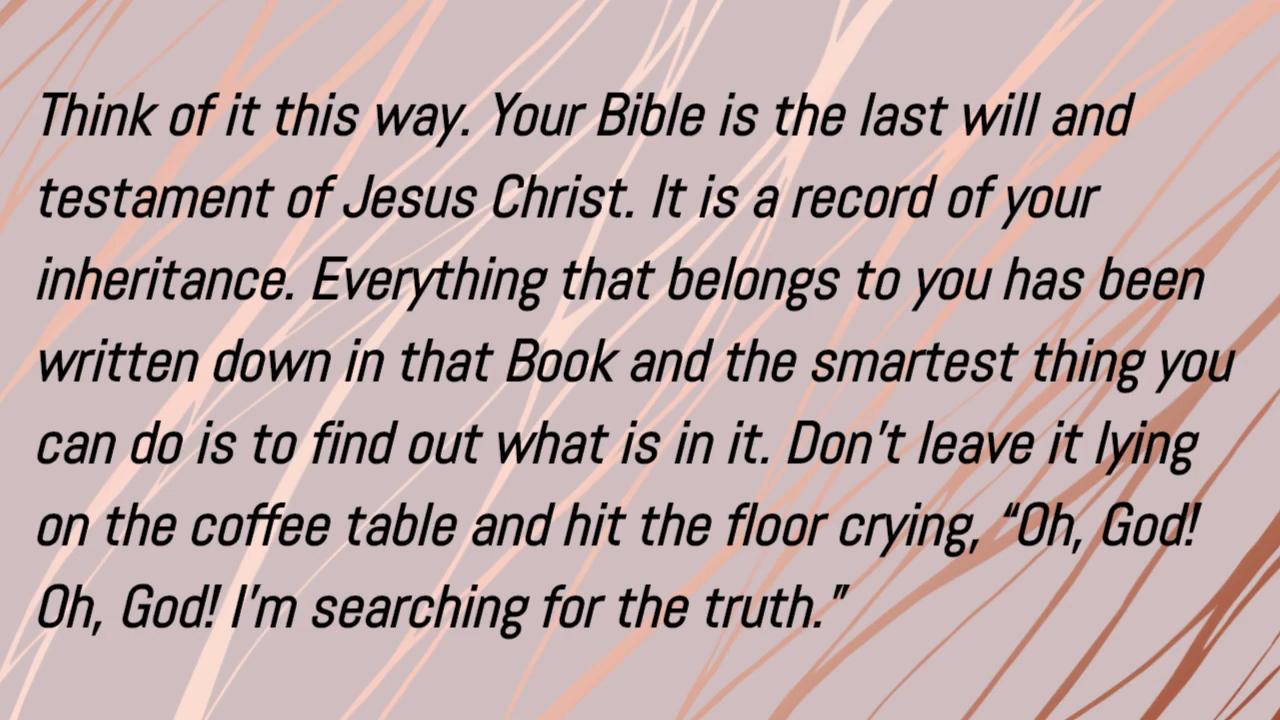 Think of it this way. Your Bible is the last will and
testament of Jesus Christ. It is a record of your
inheritance. Everything that belongs to you has been
written down in that Book and the smartest thing you
can do is to find out what is in it. Don’t leave it lying
on the coffee table and hit the floor crying, “Oh, God!
Oh, God! I’m searching for the truth.”